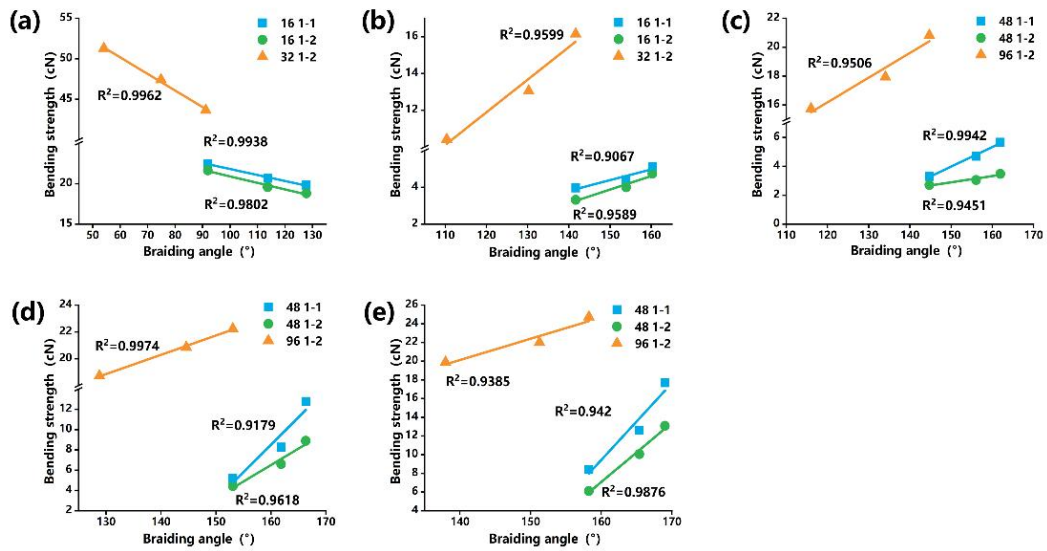 (a)
16 1-1
16 1-2
32 1-2
R²=0.9962
R²=0.9938
R²=0.9802
Bending strength (cN)
55
50
45
20
15
50 60 70 80 90 100 110 120 130
Braiding angle (°)
(b)
16 1-1
16 1-2
32 1-2
R²=0.9599
R²=0.9067
R²=0.9589
Bending strength (cN)
16
14
12
10
4
2
110 120 130 140 150 160
Braiding angle (°)
(c)
48 1-1
48 1-2
96 1-2
R²=0.9506
R²=0.9942
R²=0.9451
Bending strength (cN)
22
20
18
16
6
4
2
0
110 120 130 140 150 160 170
Braiding angle (°)
(d)
48 1-1
48 1-2
96 1-2
R²=0.9974
R²=0.9179
R²=0.9618
Bending strength (cN)
24
22
20
12
10
8
6
4
2
130 140 150 160 170
Braiding angle (°)
(e)
48 1-1
48 1-2
96 1-2
R²=0.9385
R²=0.942
R²=0.9876
Bending strength (cN)
26
24
22
20
18
16
14
12
10
8
6
4
140 150 160 170
Braiding angle (°)